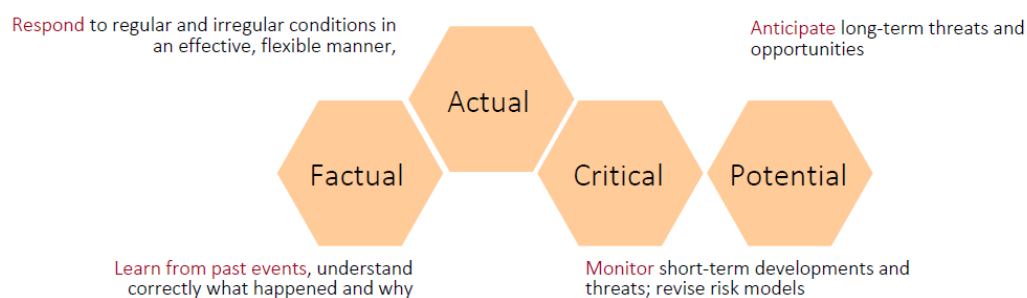 Respond to regular and irregular conditions in
an effective, flexible manner,
Anticipate long-term threats and
opportunities
Actual
Factual
Critical
Potential
Learn from past events, understand
correctly what happened and why
Monitor short-term developments and
threats; revise risk models